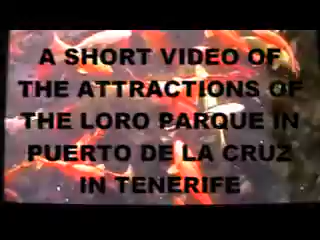 A SHORT VIDEO OF
THE ATTRACTIONS OF
THE LORO PARQUE IN
PUERTO DE LA CRUZ
IN TENERIFE